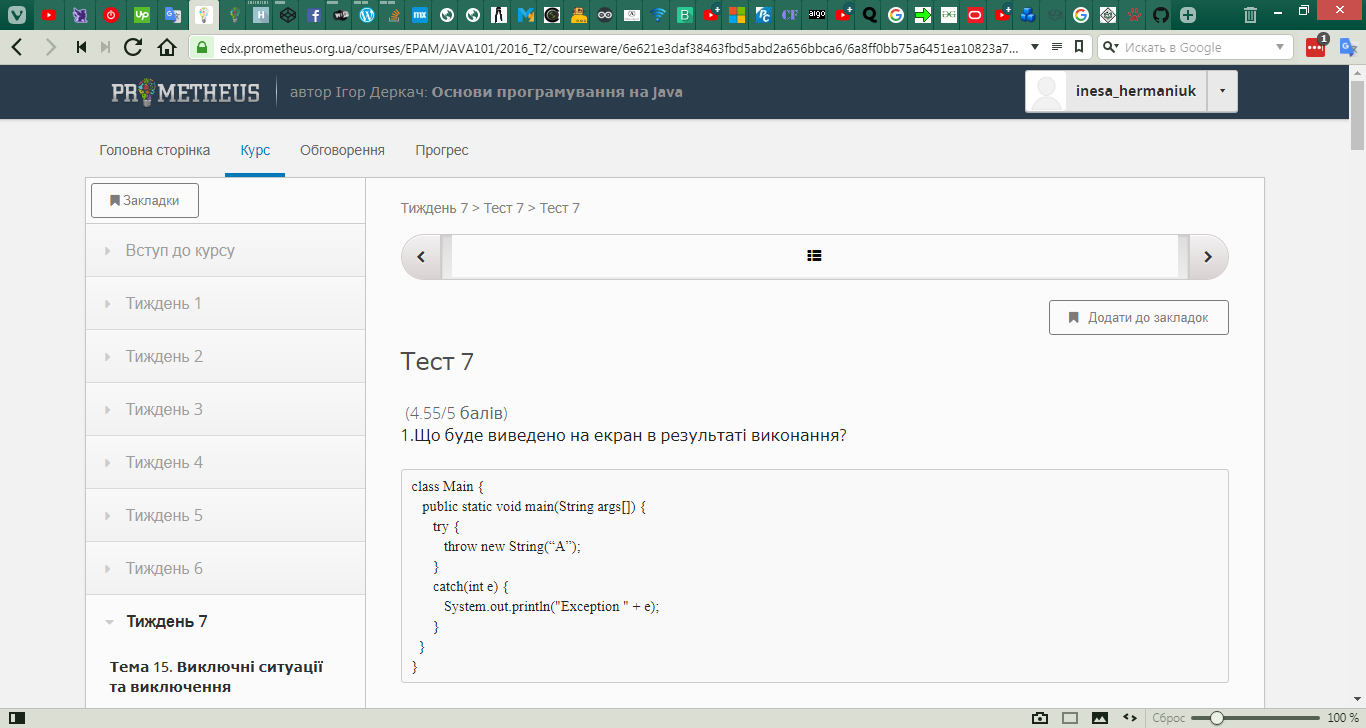 edx.prometheus.org.ua/courses/EPAM/JAVA101/2016_T2/courseware/6e621e3daf38463fbd5abd2a656bbca6/6a8ff0bb75a6451ea10823a7...
Искать в Google
1
PROMETHEUS
автор Ігор Деркач: Основи програмування на Java
inesa_hermaniuk
Головна сторінка
Курс
Обговорення
Прогрес
Закладки
Вступ до курсу
Тиждень 1
Тиждень 2
Тиждень 3
Тиждень 4
Тиждень 5
Тиждень 6
Тиждень 7
Тема 15. Виключні ситуації
та виключення
Тиждень 7 > Тест 7 > Тест 7
Додати до закладок
Тест 7
(4.55/5 балів)
1.Що буде виведено на екран в результаті виконання?
class Main {
public static void main(String args[]) {
try {
throw new String(“A”);
}
catch(int e) {
System.out.println("Exception " + e);
}
}
}
Сброс
100 %